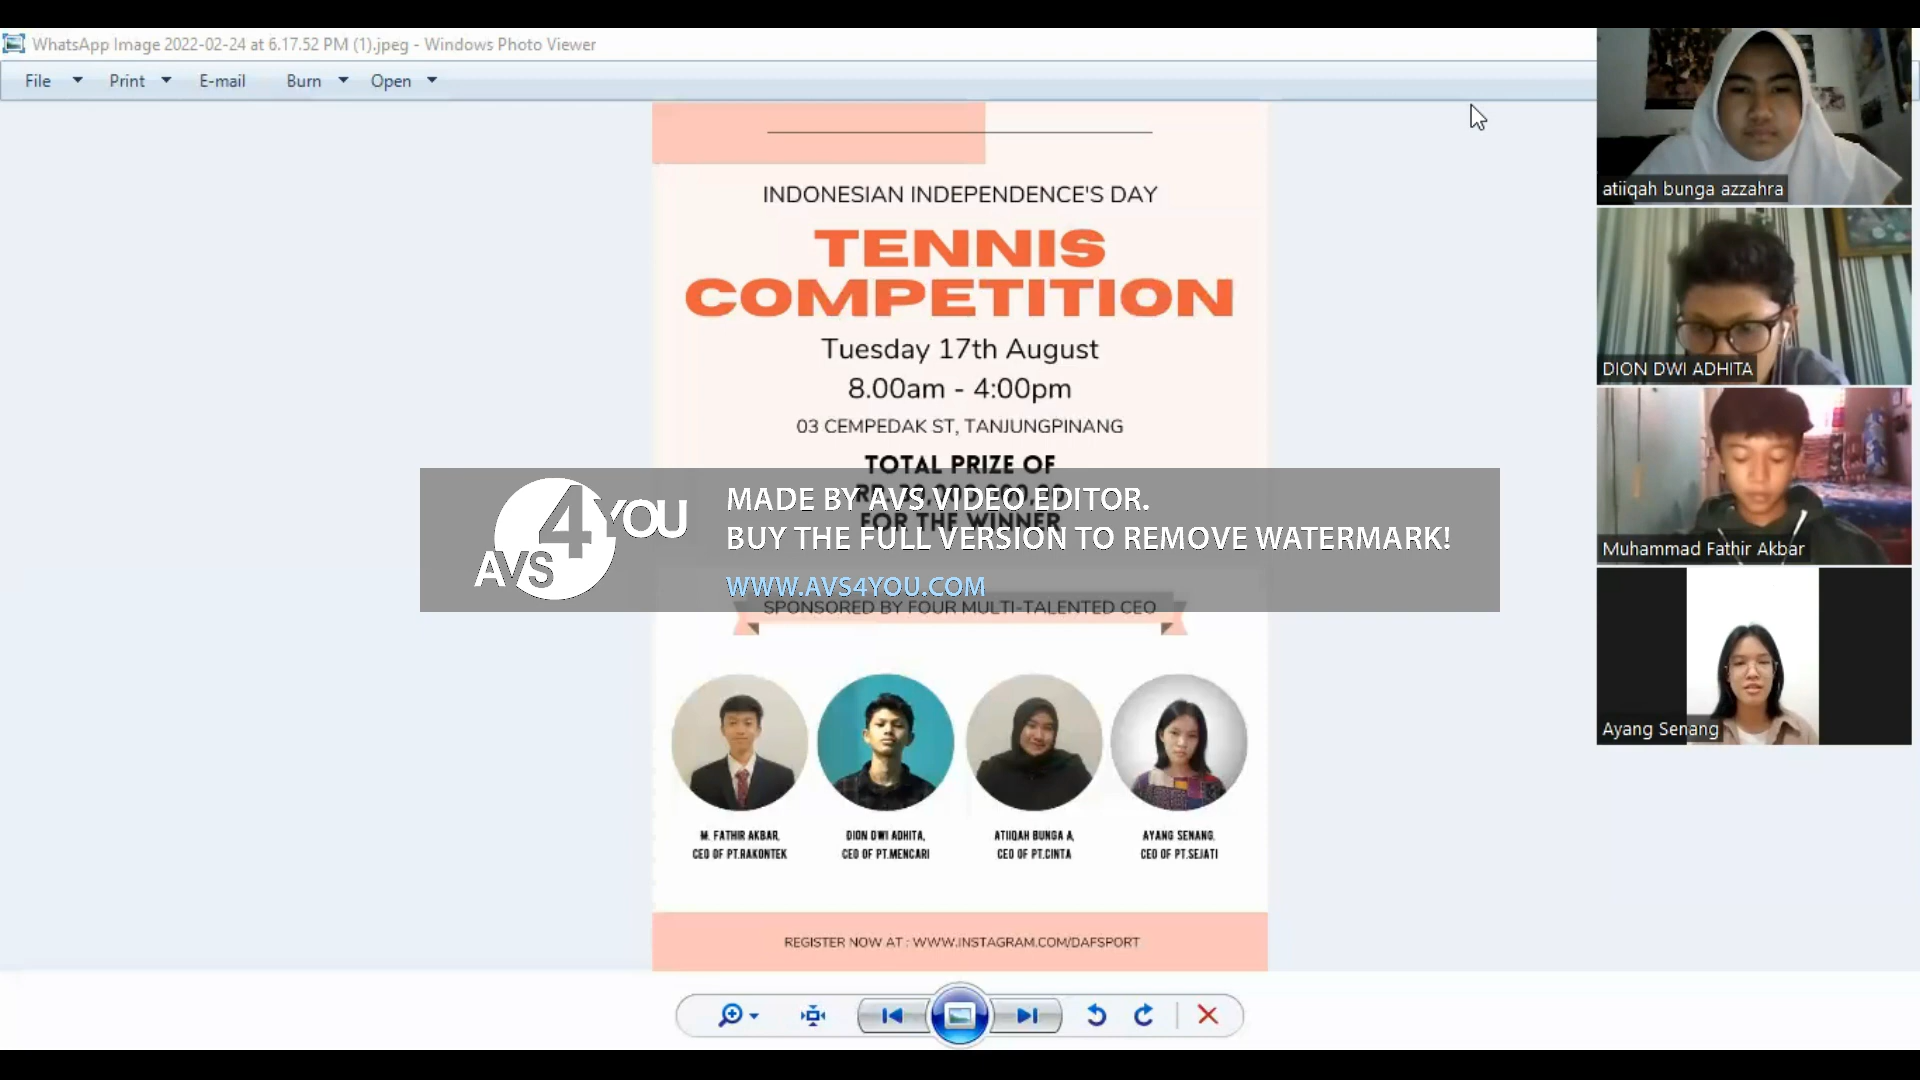 WhatsApp Image 2022-02-24 at 6.17.52 PM (1).jpeg - Windows Photo Viewer
File Print E-mail Burn Open
INDONESIAN INDEPENDENCE'S DAY
TENNIS
COMPETITION
Tuesday 17th August
8.00am - 4:00pm
03 CEMPEDAK ST, TANJUNGPINANG
TOTAL PRIZE OF
FOR THE WINNER
AVS4YOU
MADE BY AVS VIDEO EDITOR.
BUY THE FULL VERSION TO REMOVE WATERMARK!
WWW.AVS4YOU.COM
SPONSORED BY FOUR MULTI-TALENTED CEO
M. FATHIR AKBAR,
CEO OF PT.RAKONTEK
DION DWI ADHITA,
CEO OF PT.MENCARI
ATIIQAH BUNGA A,
CEO OF PT.CINTA
AYANG SENANG,
CEO OF PT.SEJATI
REGISTER NOW AT : WWW.INSTAGRAM.COM/DAFSPORT
atiiqah bunga azzahra
DION DWI ADHITA
Muhammad Fathir Akbar
Ayang Senang